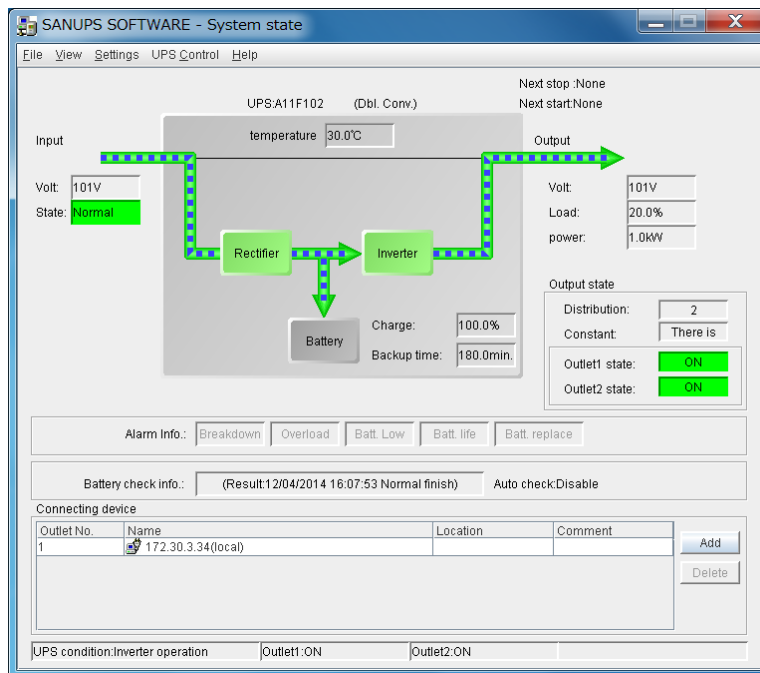 SANUPS SOFTWARE - System state
File View Settings UPS Control Help
Next stop :None
UPS:A11F102 (Dbl. Conv.) Next start:None
Input temperature 30.0℃ Output
Volt: 101V Volt: 101V
State: Normal Load: 20.0%
power: 1.0kW
Rectifier Inverter
Output state
Distribution: 2
Charge: 100.0% Constant: There is
Battery
Backup time: 180.0min.
Outlet1 state: ON
Outlet2 state: ON
Alarm Info.: Breakdown Overload Batt. Low Batt. life Batt. replace
Battery check info.: (Result:12/04/2014 16:07:53 Normal finish) Auto check:Disable
Connecting device
Outlet No. Name Location Comment
1 172.30.3.34(local)
Add
Delete
UPS condition:Inverter operation Outlet1:ON Outlet2:ON